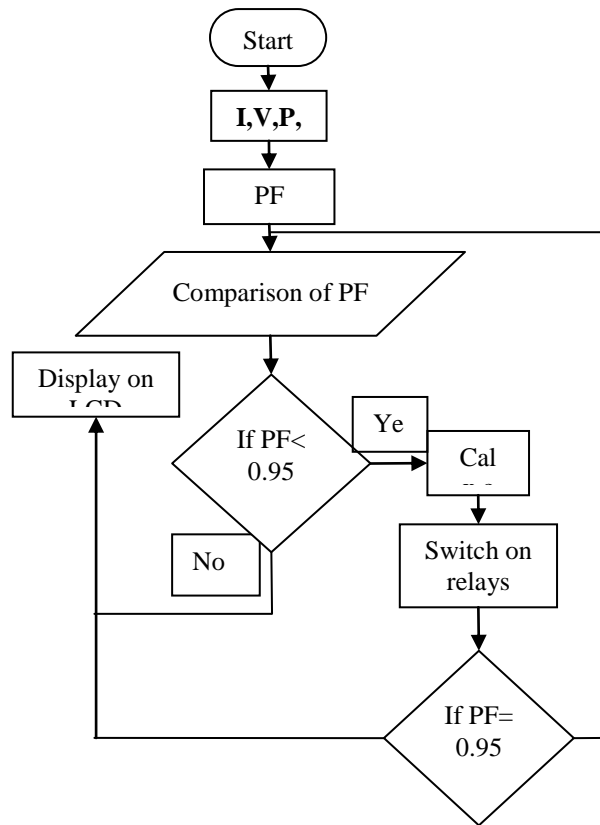 Start
I,V,P,
PF
Comparison of PF
Display on
LCD
If PF<
0.95
Ye
Cal
No
Switch on
relays
If PF=
0.95